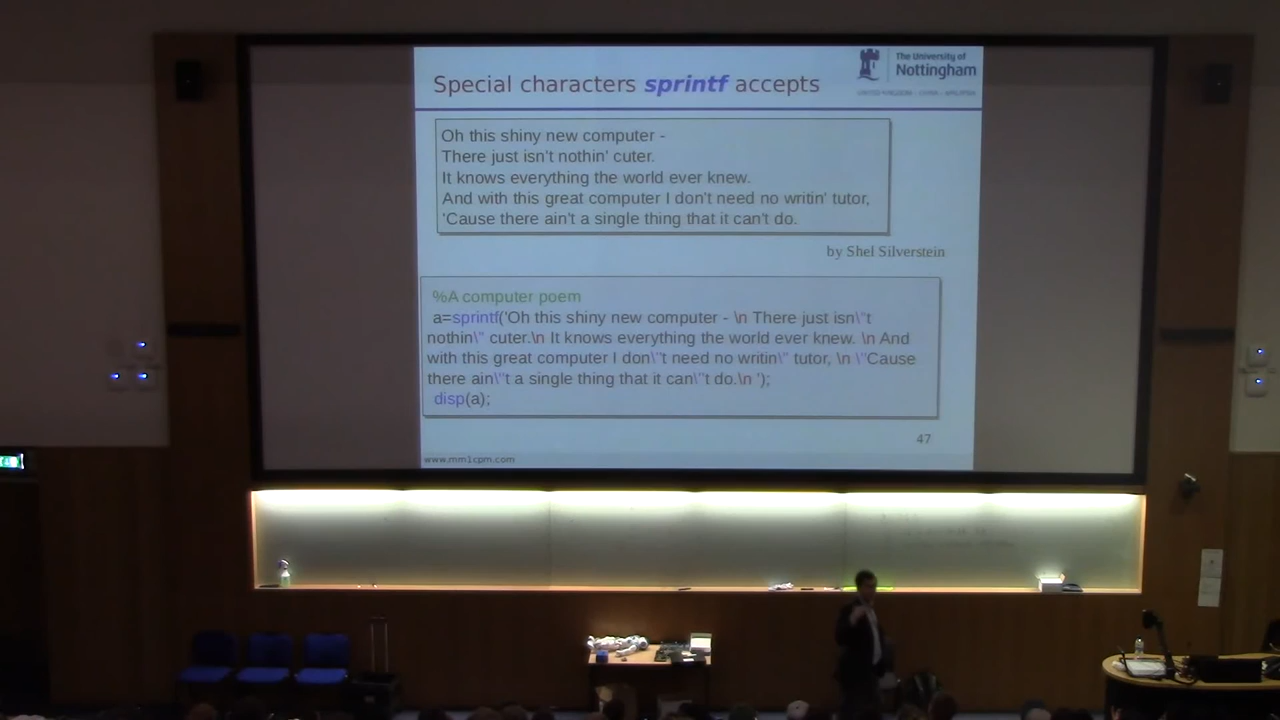 Special characters sprintf accepts
The University of
Nottingham
UNITED KINGDOM · CHINA · MALAYSIA
Oh this shiny new computer -
There just isn't nothin' cuter.
It knows everything the world ever knew.
And with this great computer I don't need no writin' tutor,
'Cause there ain't a single thing that it can't do.
by Shel Silverstein
%A computer poem
a=sprintf('Oh this shiny new computer - \n There just isn\''t
nothin\'' cuter.\n It knows everything the world ever knew. \n And
with this great computer I don\''t need no writin\'' tutor, \n \''Cause
there ain\''t a single thing that it can\''t do.\n ');
disp(a);
47
www.mm1cpm.com